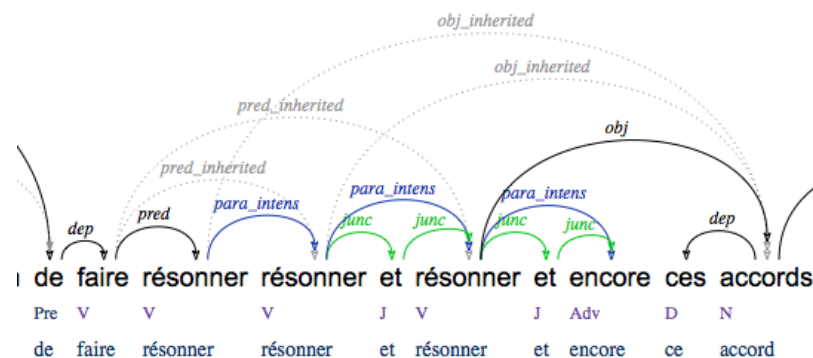 obj_inherited
obj_inherited
pred_inherited
obj
pred_inherited
para_intens para_intens
para_intens junc junc junc junc
dep pred dep
de faire résonner résonner et résonner et encore ces accords
Pre V V V J V J Adv D N
de faire résonner résonner et résonner et encore ce accord